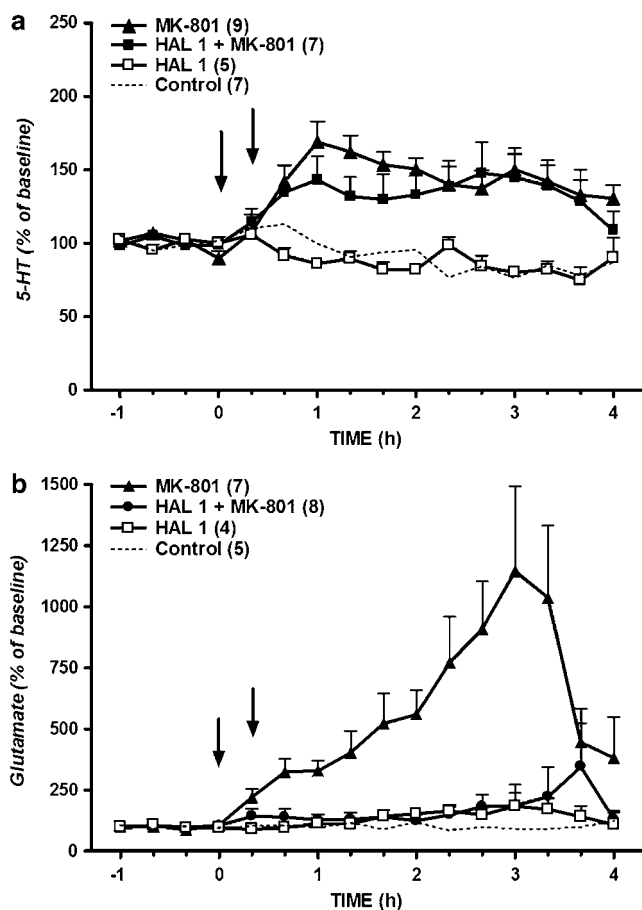 a
MK-801 (9)
HAL 1 + MK-801 (7)
HAL 1 (5)
Control (7)
250
200
150
100
50
0
5-HT (% of baseline)
-1 0 1 2 3 4
TIME (h)
b
MK-801 (7)
HAL 1 + MK-801 (8)
HAL 1 (4)
Control (5)
1500
1250
1000
750
500
250
0
Glutamate (% of baseline)
-1 0 1 2 3 4
TIME (h)